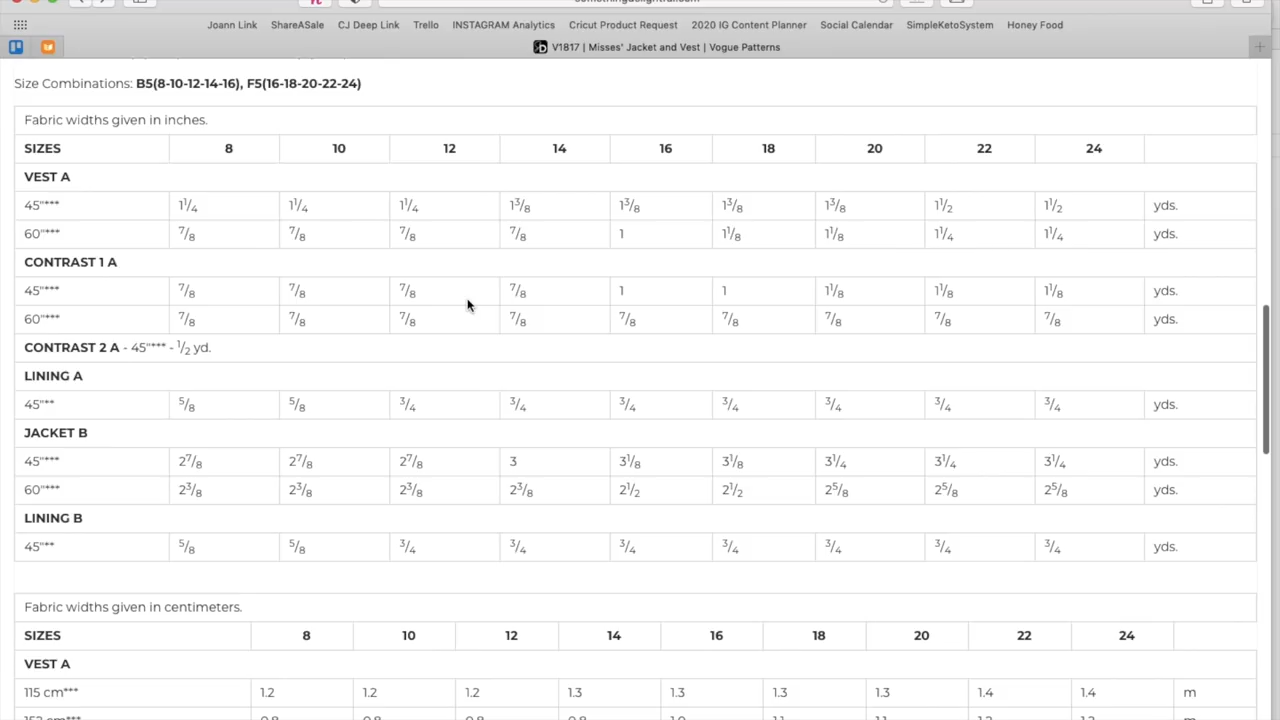 Joann Link ShareASale CJ Deep Link Trello INSTAGRAM Analytics Cricut Product Request 2020 IG Content Planner Social Calendar SimpleKetoSystem Honey Food
V1817 | Misses' Jacket and Vest | Vogue Patterns
Size Combinations: B5(8-10-12-14-16), F5(16-18-20-22-24)
Fabric widths given in inches.
SIZES 8 10 12 14 16 18 20 22 24
VEST A
45"*** 1 1/4 1 1/4 1 1/4 1 3/8 1 3/8 1 3/8 1 3/8 1 1/2 1 1/2 yds.
60"*** 7/8 7/8 7/8 7/8 1 1 1/8 1 1/8 1 1/4 1 1/4 yds.
CONTRAST 1 A
45"*** 7/8 7/8 7/8 7/8 1 1 1 1/8 1 1/8 1 1/8 yds.
60"*** 7/8 7/8 7/8 7/8 7/8 7/8 7/8 7/8 7/8 yds.
CONTRAST 2 A - 45"*** - 1/2 yd.
LINING A
45"** 5/8 5/8 3/4 3/4 3/4 3/4 3/4 3/4 3/4 yds.
JACKET B
45"*** 2 7/8 2 7/8 2 7/8 3 3 1/8 3 1/8 3 1/4 3 1/4 3 1/4 yds.
60"*** 2 3/8 2 3/8 2 3/8 2 3/8 2 1/2 2 1/2 2 5/8 2 5/8 2 5/8 yds.
LINING B
45"** 5/8 5/8 3/4 3/4 3/4 3/4 3/4 3/4 3/4 yds.
Fabric widths given in centimeters.
SIZES 8 10 12 14 16 18 20 22 24
VEST A
115 cm*** 1.2 1.2 1.2 1.3 1.3 1.3 1.3 1.4 1.4 m